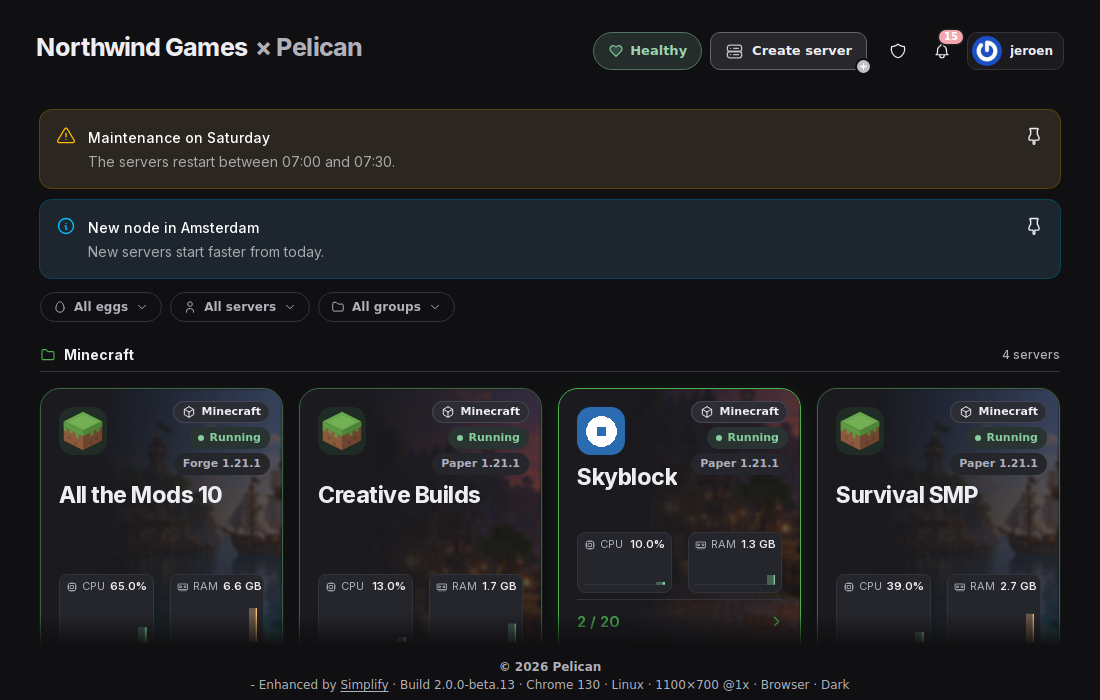 Northwind Games × Pelican
Healthy
Create server
15
jeroen
Maintenance on Saturday
The servers restart between 07:00 and 07:30.
New node in Amsterdam
New servers start faster from today.
All eggs
All servers
All groups
Minecraft
4 servers
Minecraft
Running
Forge 1.21.1
All the Mods 10
CPU 65.0%
RAM 6.6 GB
Minecraft
Running
Paper 1.21.1
Creative Builds
CPU 13.0%
RAM 1.7 GB
Minecraft
Running
Paper 1.21.1
Skyblock
CPU 10.0%
RAM 1.3 GB
2 / 20
Minecraft
Running
Paper 1.21.1
Survival SMP
CPU 39.0%
RAM 2.7 GB
© 2026 Pelican
- Enhanced by Simplify · Build 2.0.0-beta.13 · Chrome 130 · Linux · 1100×700 @1x · Browser · Dark